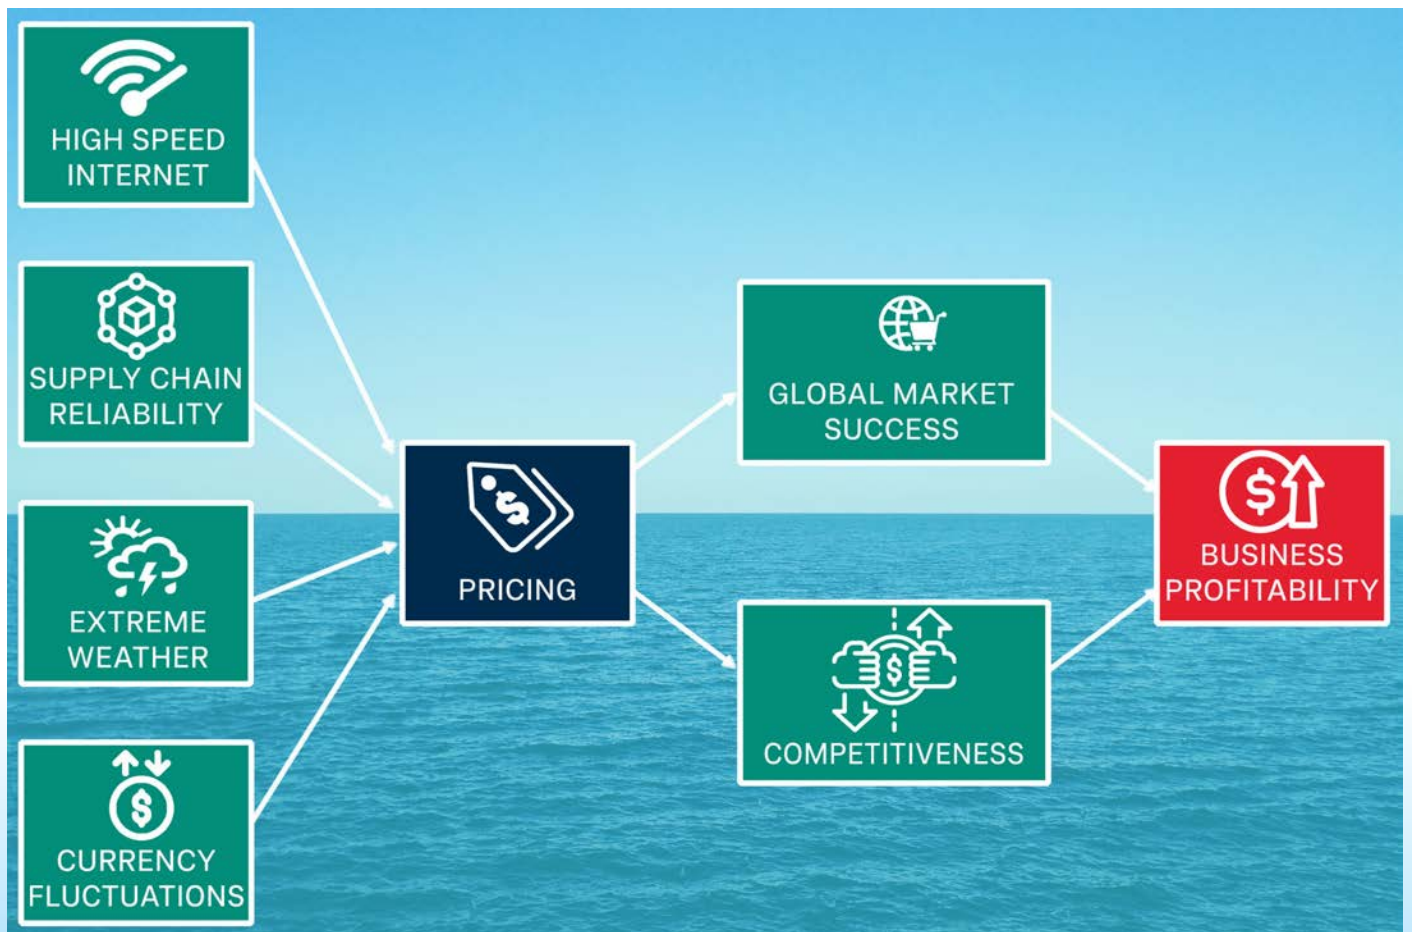 HIGH SPEED
INTERNET
SUPPLY CHAIN
RELIABILITY
EXTREME
WEATHER
$
CURRENCY
FLUCTUATIONS
$
PRICING
GLOBAL MARKET
SUCCESS
$
COMPETITIVENESS
$
BUSINESS
PROFITABILITY